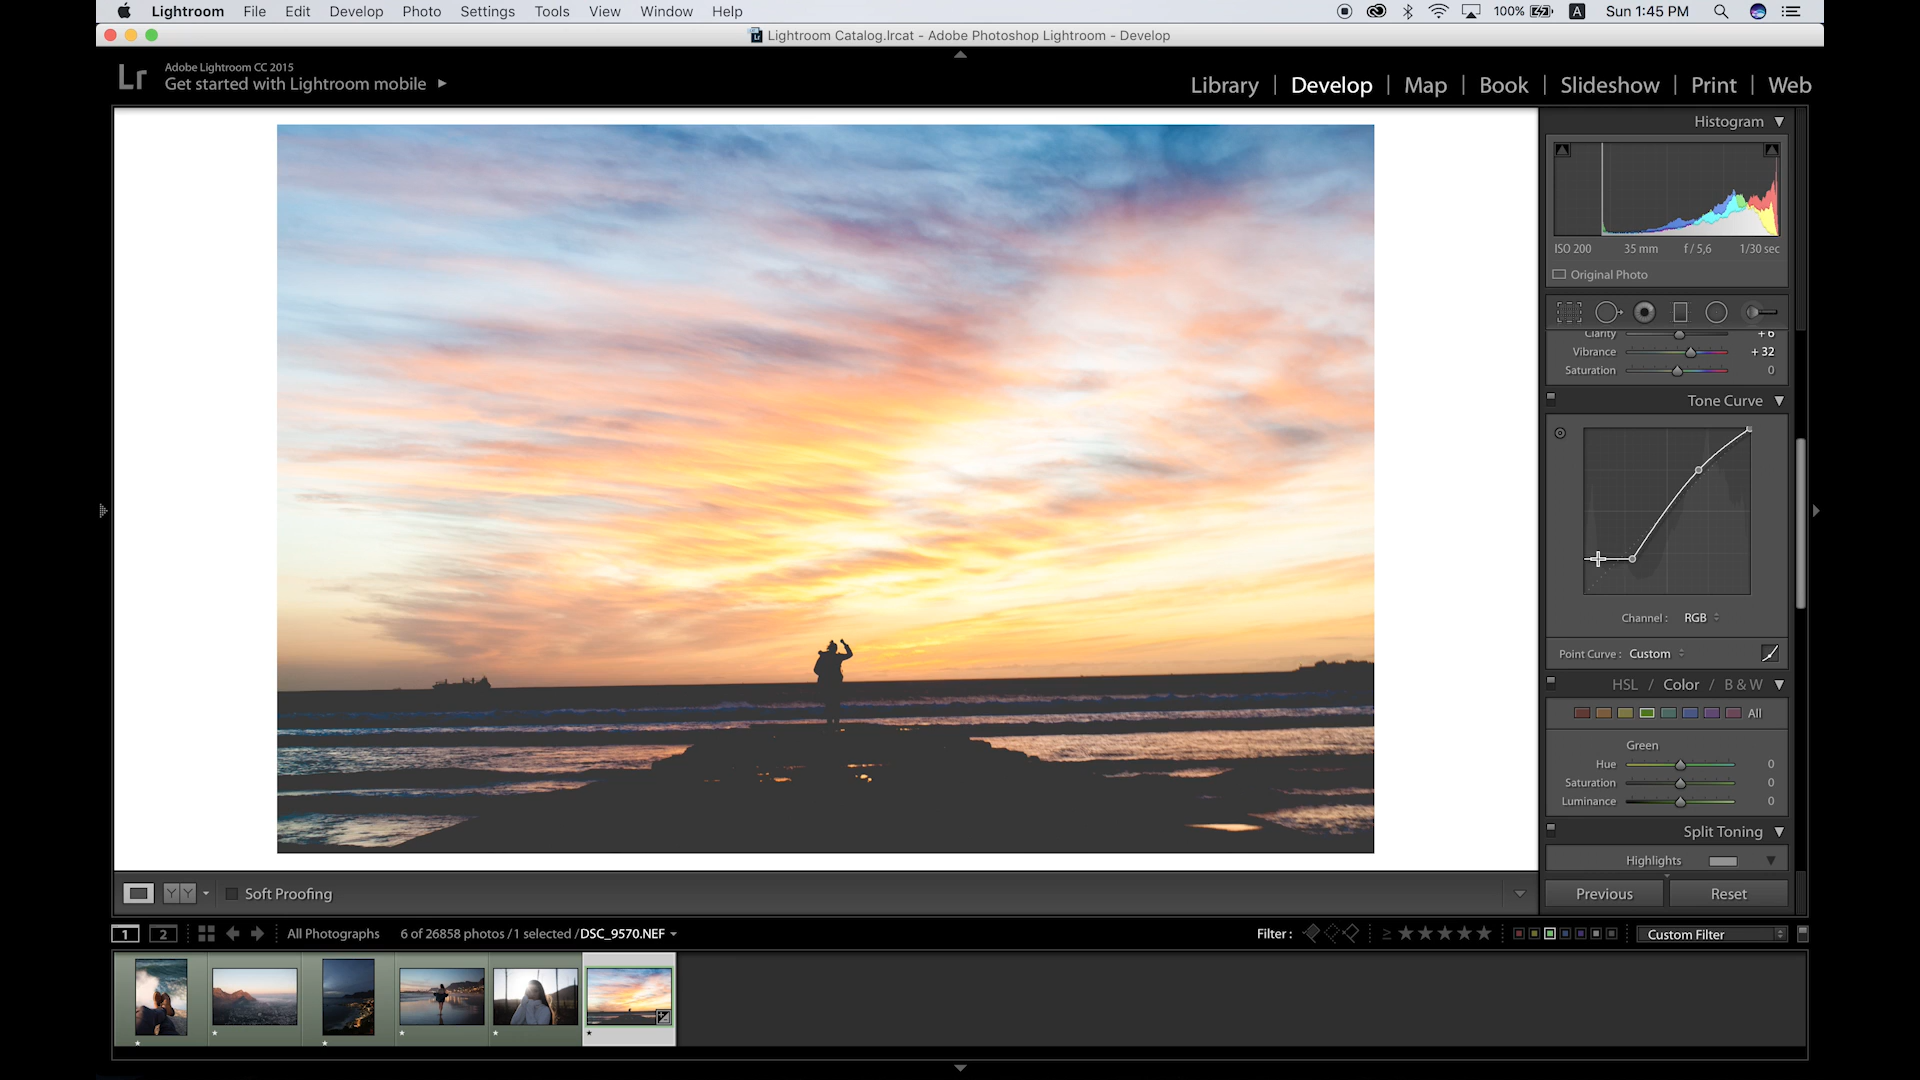 Lightroom File Edit Develop Photo Settings Tools View Window Help 100% A Sun 1:45 PM
Lightroom Catalog.lrcat - Adobe Photoshop Lightroom - Develop
Lr Adobe Lightroom CC 2015
Get started with Lightroom mobile
Library | Develop | Map | Book | Slideshow | Print | Web
Histogram
ISO 200 35 mm f / 5,6 1/30 sec
Original Photo
Clarity + 6
Vibrance + 32
Saturation 0
Tone Curve
Channel : RGB
Point Curve : Custom
HSL / Color / B & W
All
Green
Hue 0
Saturation 0
Luminance 0
Split Toning
Highlights
Previous Reset
Y Y Soft Proofing
1 2 All Photographs 6 of 26858 photos / 1 selected / DSC_9570.NEF Filter : ≥ ★★★★★ Custom Filter